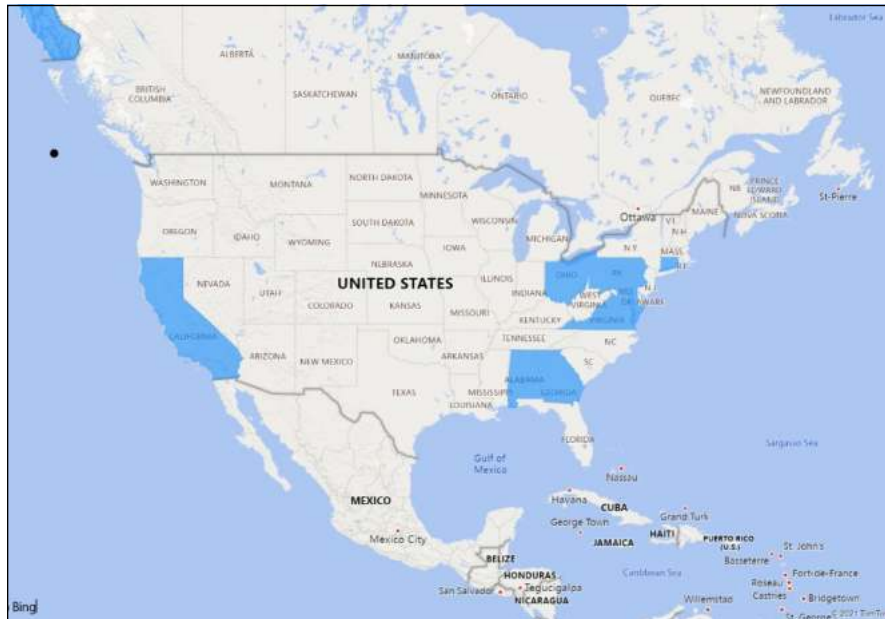 Labrador Sea
ALBERTA
MANITOBA
BRITISH
COLUMBIA
SASKATCHEWAN
ONTARIO
QUEBEC
NEWFOUNDLAND
AND LABRADOR
WASHINGTON
MONTANA
NORTH DAKOTA
MINNESOTA
Ottawa
NB
PRINCE
EDWARD
ISLAND
St-Pierre
MAINE
NOVA SCOTIA
OREGON
IDAHO
SOUTH DAKOTA
WISCONSIN
MICHIGAN
VT
N.H
N.Y.
MASS
R.I.
WYOMING
IOWA
NEBRASKA
NEVADA
UTAH
UNITED STATES
ILLINOIS
OHIO
PA
N.J
INDIANA
WEST
VIRGINIA
DELAWARE
COLORADO
KANSAS
MISSOURI
KENTUCKY
VIRGINIA
CALIFORNIA
OKLAHOMA
TENNESSEE
NC
ARIZONA
NEW MEXICO
ARKANSAS
SC
ALABAMA
MISSISSIPPI
GEORGIA
TEXAS
LOUISIANA
FLORIDA
Sargasso Sea
Gulf of
Mexico
Nassau
MEXICO
Havana
CUBA
Grand Turk
George Town
Mexico City
JAMAICA
HAITI
PUERTO RICO
(U.S.)
St. John's
BELIZE
Basseterre
HONDURAS
Caribbean Sea
Fort-de-France
Roseau
Tegucigalpa
San Salvador
Castries
NICARAGUA
Willemstad
Bridgetown
Bing
St. George
© 2021 TomTom